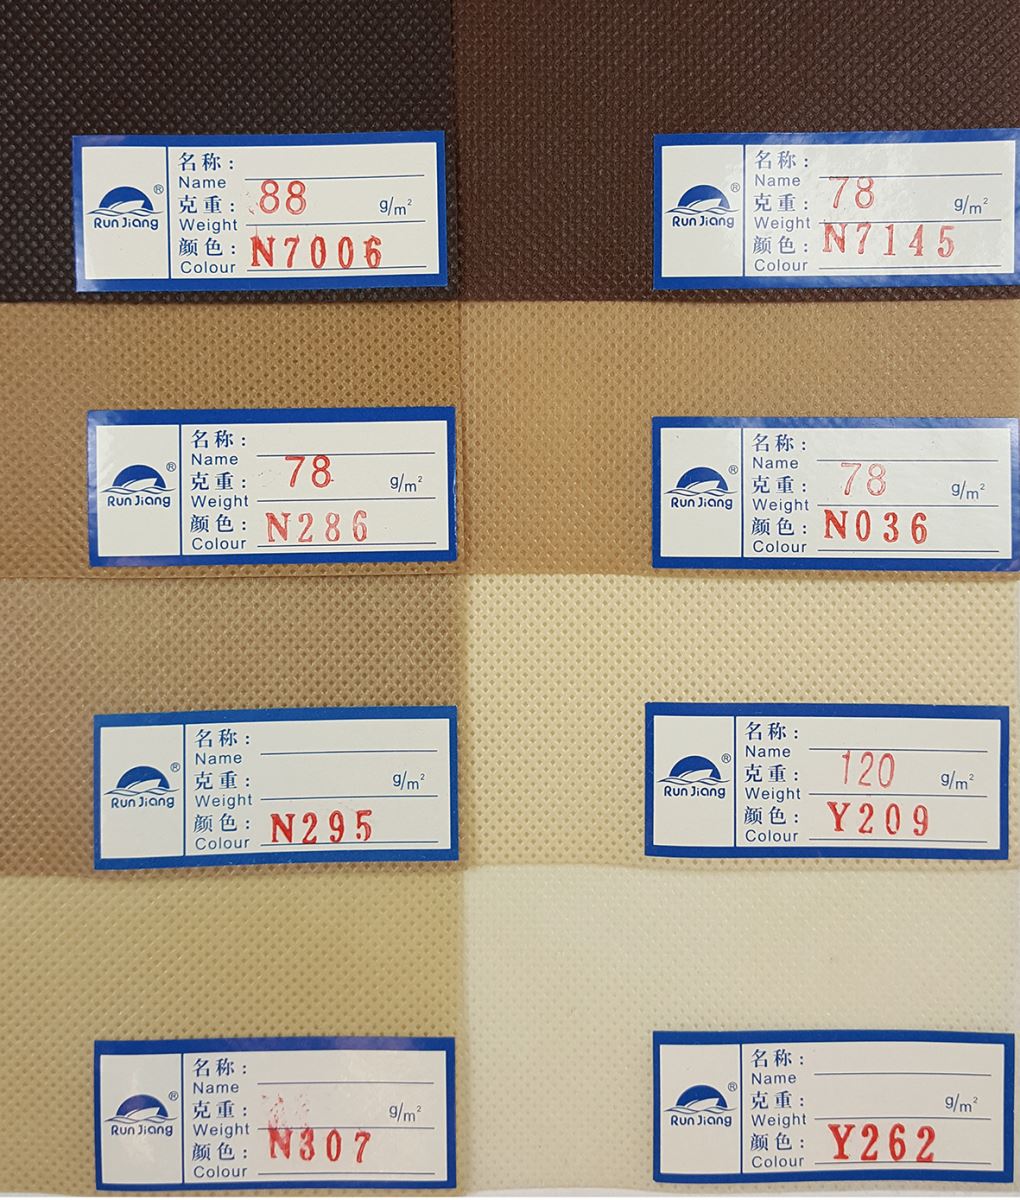 名称:
Name
克重: 88 g/m²
Weight
颜色: N7006
Colour
Run Jiang®
名称:
Name
克重: 78 g/m²
Weight
颜色: N7145
Colour
Run Jiang®
名称:
Name
克重: 78 g/m²
Weight
颜色: N286
Colour
Run Jiang®
名称:
Name
克重: 78 g/m²
Weight
颜色: N036
Colour
Run Jiang®
名称:
Name
克重: g/m²
Weight
颜色: N295
Colour
Run Jiang®
名称:
Name
克重: 120 g/m²
Weight
颜色: Y209
Colour
Run Jiang®
名称:
Name
克重: g/m²
Weight
颜色: N307
Colour
Run Jiang®
名称:
Name
克重: g/m²
Weight
颜色: Y262
Colour
Run Jiang®